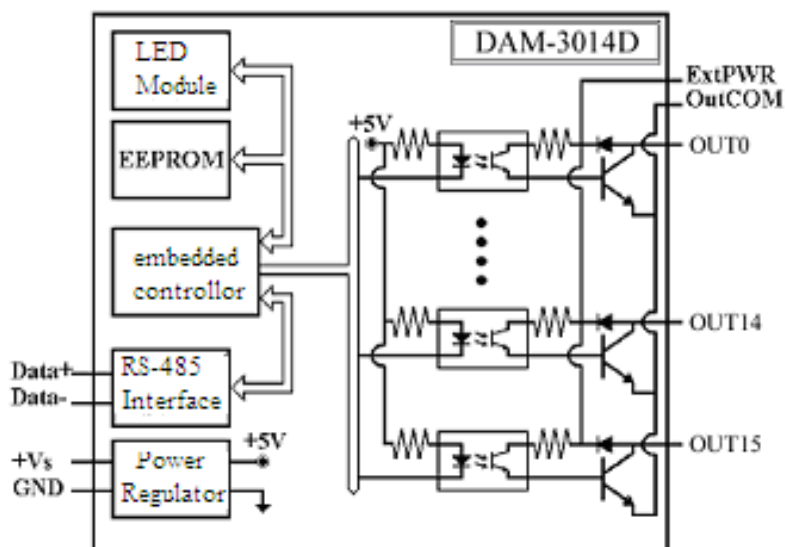 DAM-3014D
LED
Module
EEPROM
embedded
controllor
RS-485
Interface
Power
Regulator
Data+
Data-
+Vs
GND
+5V
+5V
ExtPWR
OutCOM
OUT0
OUT14
OUT15